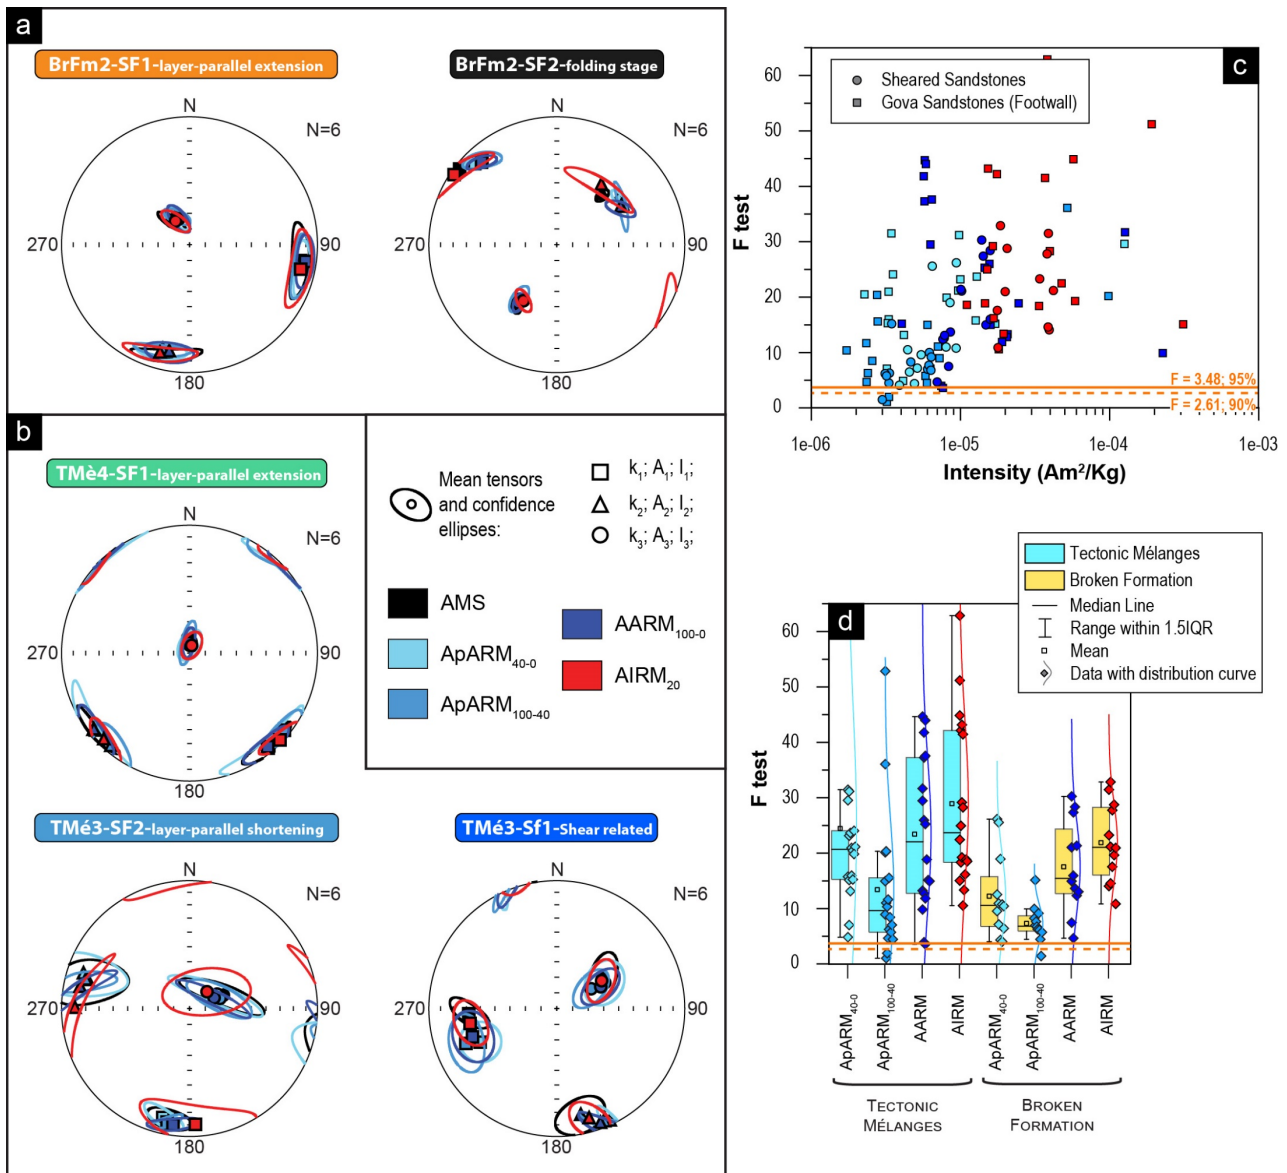 a
BrFm2-SF1-layer-parallel extension
N
N=6
270
90
180
BrFm2-SF2-folding stage
N
N=6
270
90
180
b
TMè4-SF1-layer-parallel extension
N
N=6
270
90
180
Mean tensors
and confidence
ellipses:
k₁; A₁; I₁;
k₂; A₂; I₂;
k₃; A₃; I₃;
AMS
ApARM₄₀₋₀
ApARM₁₀₀₋₄₀
AARM₁₀₀₋₀
AIRM₂₀
TMé3-SF2-layer-parallel shortening
N
N=6
270
90
180
TMé3-Sf1-Shear related
N
N=6
270
90
180
c
Sheared Sandstones
Gova Sandstones (Footwall)
F test
60
50
40
30
20
10
0
F = 3.48; 95%
F = 2.61; 90%
1e-06
1e-05
1e-04
1e-03
Intensity (Am²/Kg)
d
Tectonic Mélanges
Broken Formation
Median Line
Range within 1.5IQR
Mean
Data with distribution curve
F test
60
50
40
30
20
10
0
ApARM₄₀₋₀
ApARM₁₀₀₋₄₀
AARM
AIRM
ApARM₄₀₋₀
ApARM₁₀₀₋₄₀
AARM
AIRM
TECTONIC
MÉLANGES
BROKEN
FORMATION